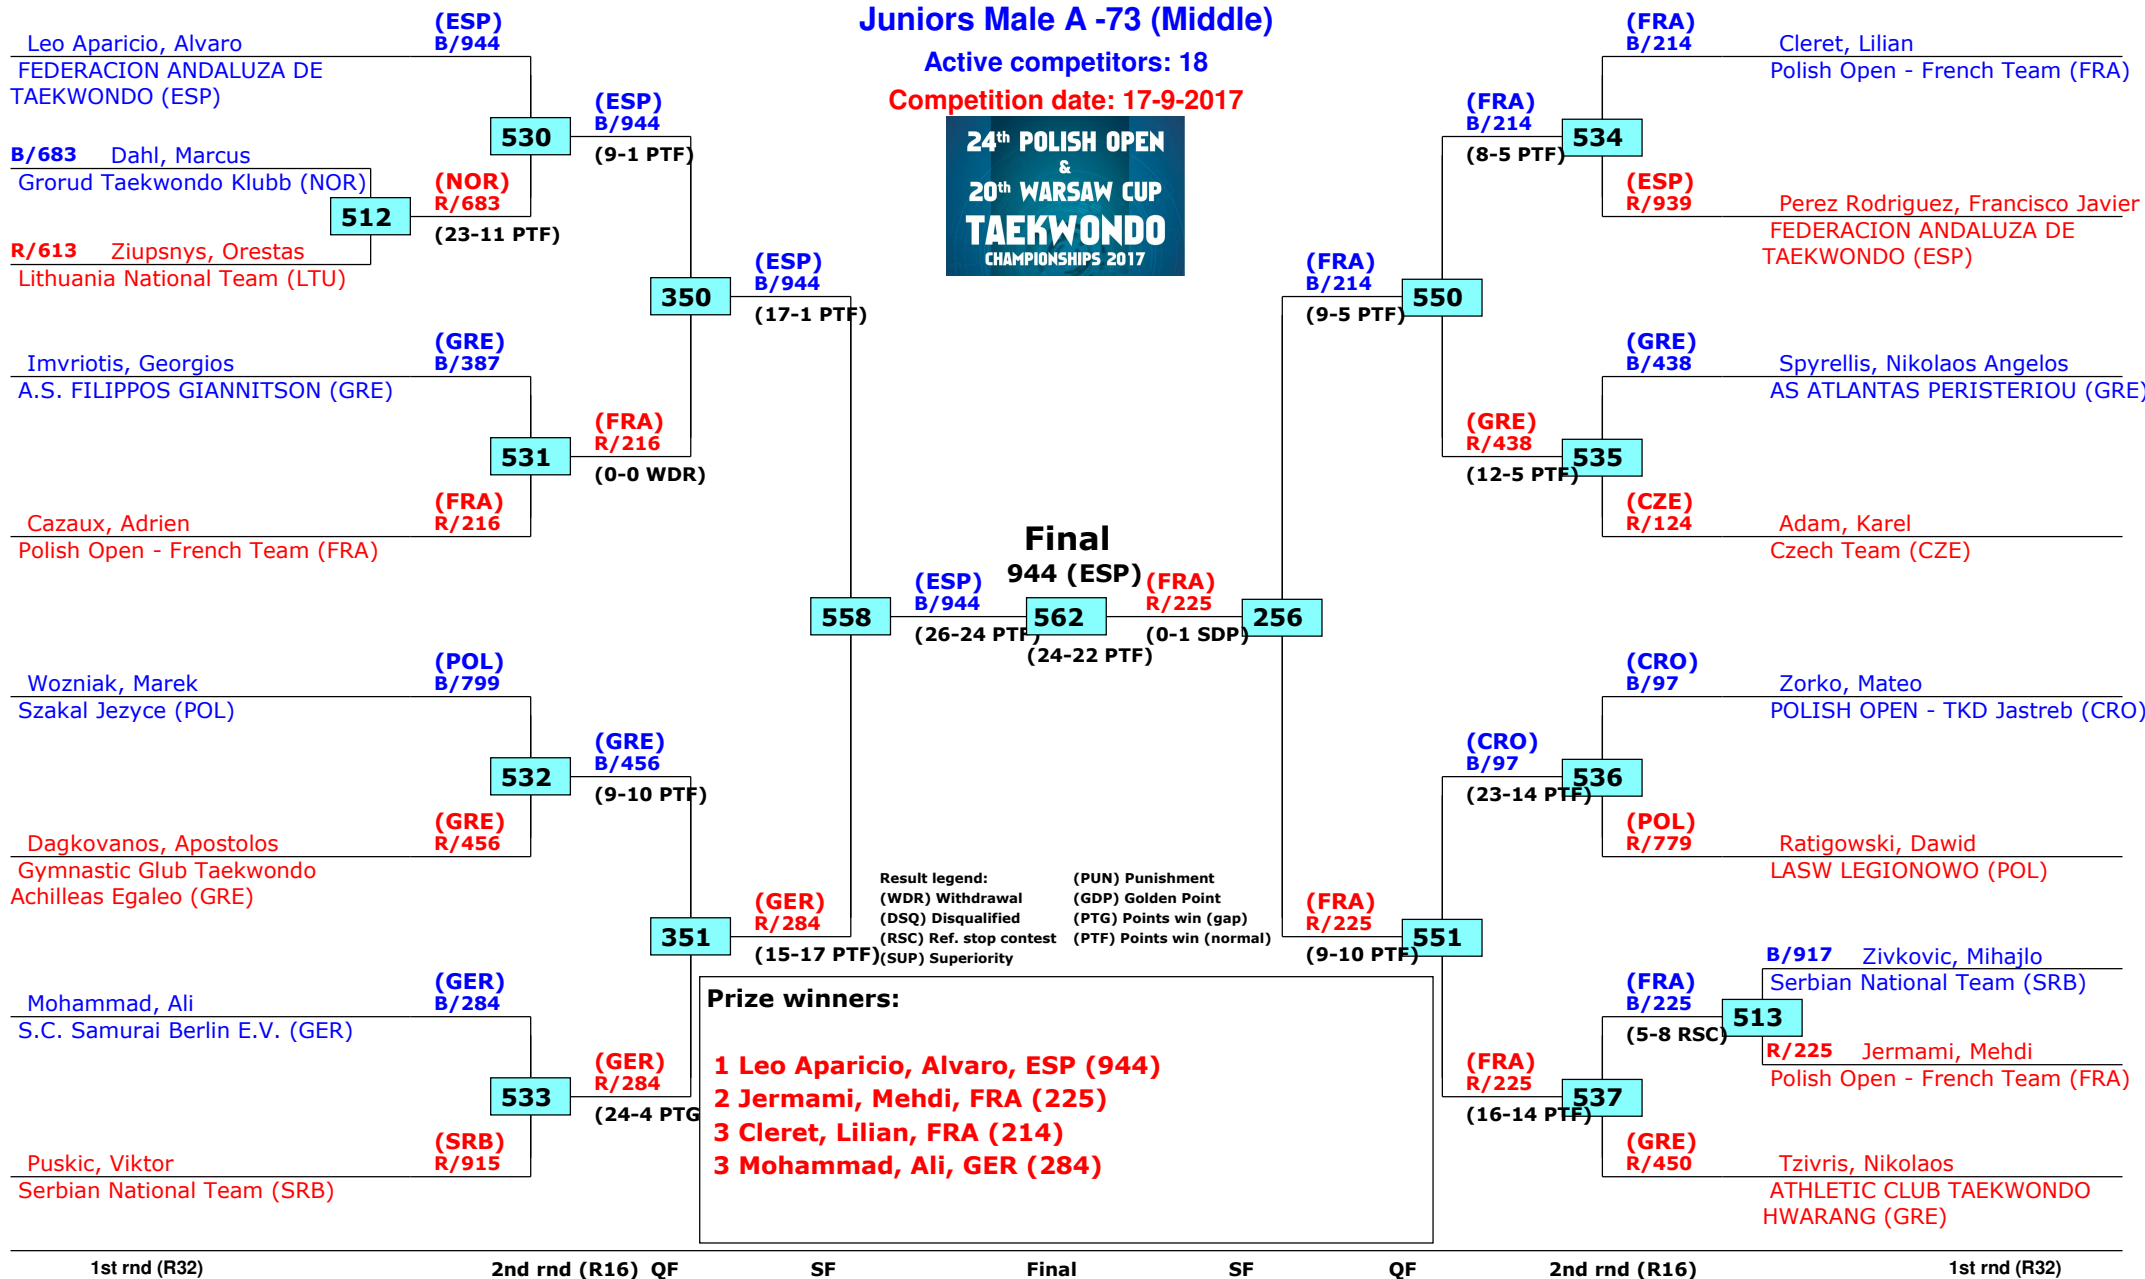 Juniors Male A -73 (Middle)
Active competitors: 18
Competition date: 17-9-2017
24th POLISH OPEN
&
20th WARSAW CUP
TAEKWONDO
CHAMPIONSHIPS 2017
(ESP)
B/944
Leo Aparicio, Alvaro
FEDERACION ANDALUZA DE
TAEKWONDO (ESP)
B/683 Dahl, Marcus
Grorud Taekwondo Klubb (NOR)
512
R/613 Ziupsnys, Orestas
Lithuania National Team (LTU)
(NOR)
R/683
(23-11 PTF)
530
(ESP)
B/944
(9-1 PTF)
(GRE)
B/387
Imvriotis, Georgios
A.S. FILIPPOS GIANNITSON (GRE)
531
(FRA)
R/216
(0-0 WDR)
(FRA)
R/216
Cazaux, Adrien
Polish Open - French Team (FRA)
350
(ESP)
B/944
(17-1 PTF)
(POL)
B/799
Wozniak, Marek
Szakal Jezyce (POL)
532
(GRE)
B/456
(9-10 PTF)
(GRE)
R/456
Dagkovanos, Apostolos
Gymnastic Glub Taekwondo
Achilleas Egaleo (GRE)
351
(GER)
R/284
(15-17 PTF)
(GER)
B/284
Mohammad, Ali
S.C. Samurai Berlin E.V. (GER)
533
(GER)
R/284
(24-4 PTG
(SRB)
R/915
Puskic, Viktor
Serbian National Team (SRB)
558
(ESP)
B/944
(26-24 PTF)
Final
944 (ESP)
562
(24-22 PTF)
(FRA)
R/225
(0-1 SDP)
256
(FRA)
B/214
Cleret, Lilian
Polish Open - French Team (FRA)
(FRA)
B/214
(8-5 PTF)
534
(ESP)
R/939
Perez Rodriguez, Francisco Javier
FEDERACION ANDALUZA DE
TAEKWONDO (ESP)
(FRA)
B/214
(9-5 PTF)
550
(GRE)
B/438
Spyrellis, Nikolaos Angelos
AS ATLANTAS PERISTERIOU (GRE)
(GRE)
R/438
(12-5 PTF)
535
(CZE)
R/124
Adam, Karel
Czech Team (CZE)
(CRO)
B/97
Zorko, Mateo
POLISH OPEN - TKD Jastreb (CRO)
(CRO)
B/97
(23-14 PTF)
536
(POL)
R/779
Ratigowski, Dawid
LASW LEGIONOWO (POL)
(FRA)
R/225
(9-10 PTF)
551
B/917 Zivkovic, Mihajlo
Serbian National Team (SRB)
(FRA)
B/225
(5-8 RSC)
513
R/225 Jermami, Mehdi
Polish Open - French Team (FRA)
(FRA)
R/225
(16-14 PTF)
537
(GRE)
R/450
Tzivris, Nikolaos
ATHLETIC CLUB TAEKWONDO
HWARANG (GRE)
Result legend: (PUN) Punishment
(WDR) Withdrawal (GDP) Golden Point
(DSQ) Disqualified (PTG) Points win (gap)
(RSC) Ref. stop contest (PTF) Points win (normal)
(SUP) Superiority
Prize winners:
1 Leo Aparicio, Alvaro, ESP (944)
2 Jermami, Mehdi, FRA (225)
3 Cleret, Lilian, FRA (214)
3 Mohammad, Ali, GER (284)
1st rnd (R32) 2nd rnd (R16) QF SF Final SF QF 2nd rnd (R16) 1st rnd (R32)